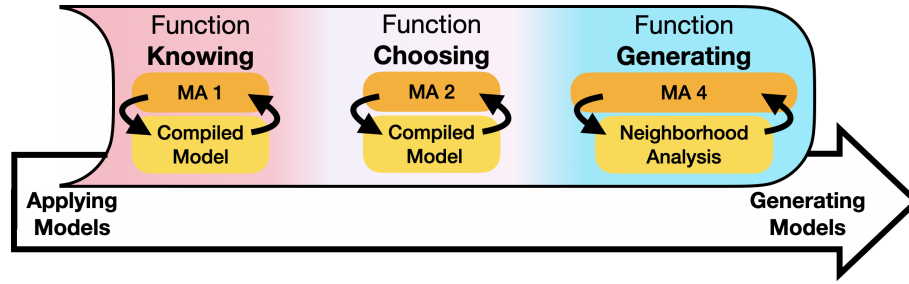 Function
Knowing
MA 1
Compiled
Model
Function
Choosing
MA 2
Compiled
Model
Function
Generating
MA 4
Neighborhood
Analysis
Applying
Models
Generating
Models